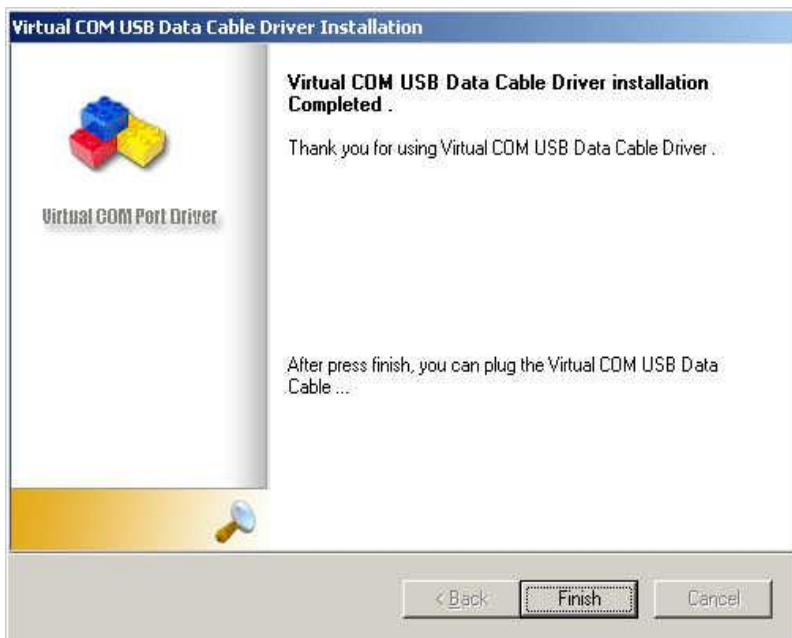 Virtual COM USB Data Cable Driver Installation
Virtual COM USB Data Cable Driver installation
Completed .
Thank you for using Virtual COM USB Data Cable Driver .
Virtual COM Port Driver
After press finish, you can plug the Virtual COM USB Data
Cable ...
< Back
Finish
Cancel